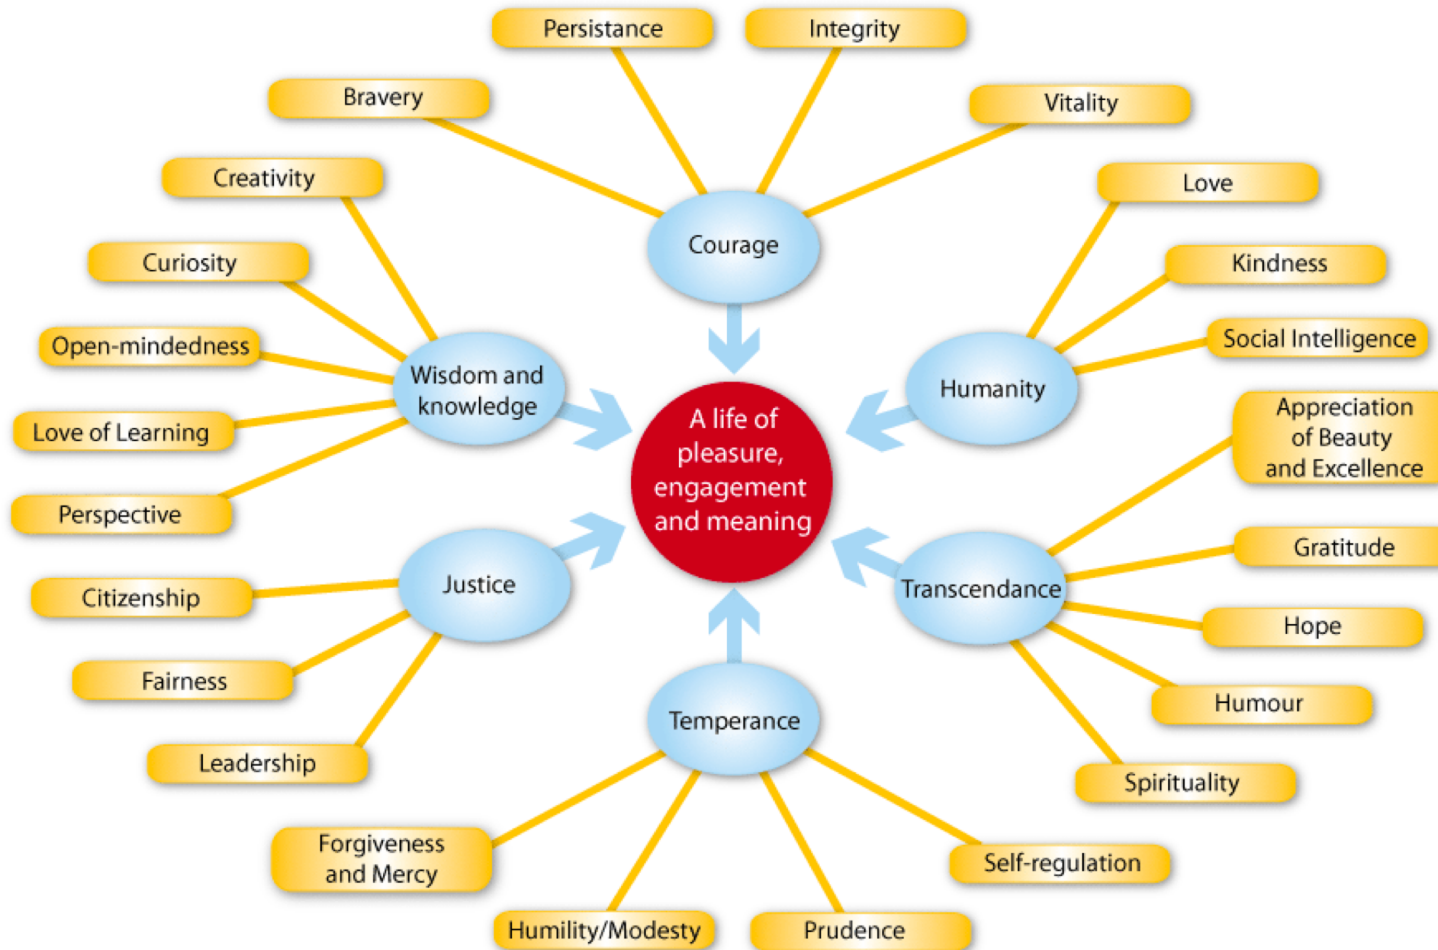 Persistance
Integrity
Bravery
Vitality
Creativity
Love
Courage
Curiosity
Kindness
Open-mindedness
Social Intelligence
Wisdom and
knowledge
Humanity
Love of Learning
A life of
pleasure,
engagement
and meaning
Appreciation
of Beauty
and Excellence
Perspective
Gratitude
Justice
Transcendance
Citizenship
Hope
Fairness
Humour
Temperance
Leadership
Spirituality
Forgiveness
and Mercy
Self-regulation
Humility/Modesty
Prudence